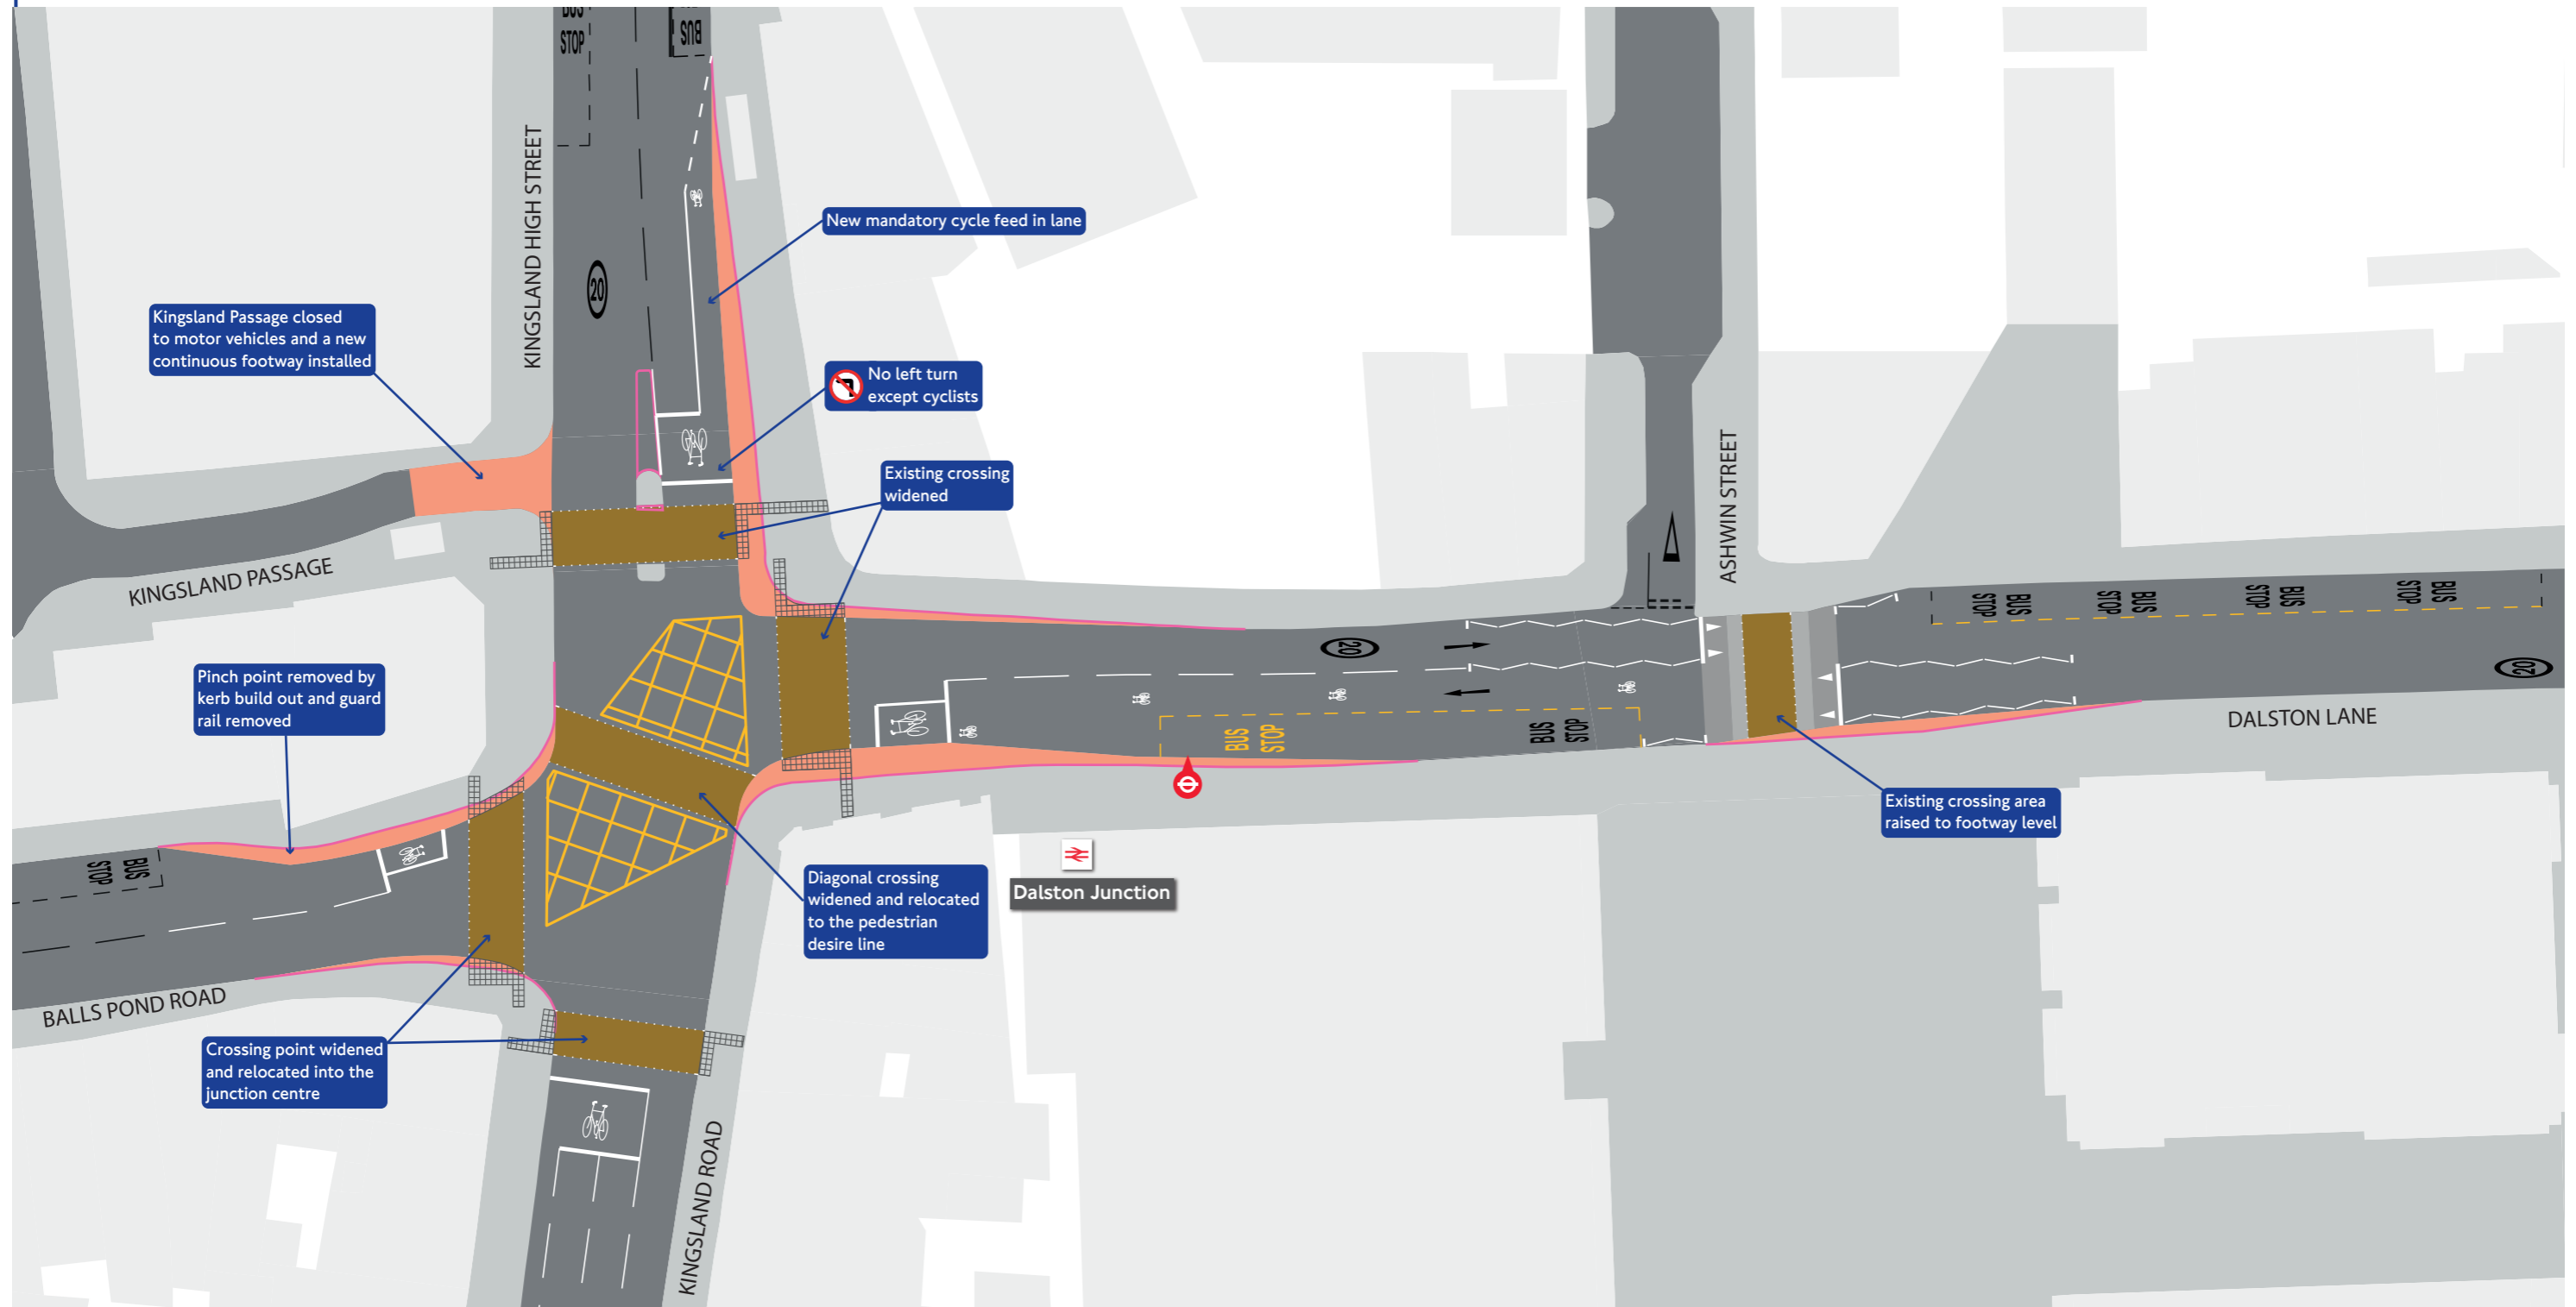 BUS
STOP
BUS
KINGSLAND HIGH STREET
20
New mandatory cycle feed in lane
Kingsland Passage closed
to motor vehicles and a new
continuous footway installed
No left turn
except cyclists
Existing crossing
widened
ASHWIN STREET
KINGSLAND PASSAGE
BUS
STOP
BUS
STOP
BUS
STOP
BUS
STOP
20
20
Pinch point removed by
kerb build out and guard
rail removed
BUS
STOP
BUS
STOP
DALSTON LANE
Existing crossing area
raised to footway level
BUS
STOP
Diagonal crossing
widened and relocated
to the pedestrian
desire line
Dalston Junction
BALLS POND ROAD
Crossing point widened
and relocated into the
junction centre
KINGSLAND ROAD